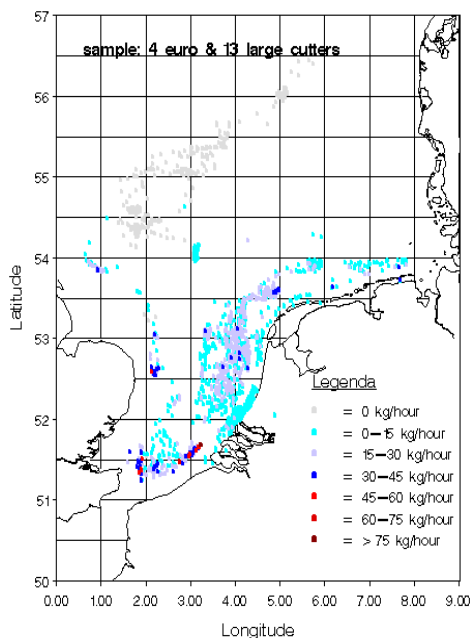 sample: 4 euro & 13 large cutters
57
56
55
54
53
52
51
50
Latitude
Legenda
= 0 kg/hour
= 0–15 kg/hour
= 15–30 kg/hour
= 30–45 kg/hour
= 45–60 kg/hour
= 60–75 kg/hour
= > 75 kg/hour
0.00 1.00 2.00 3.00 4.00 5.00 6.00 7.00 8.00 9.00
Longitude